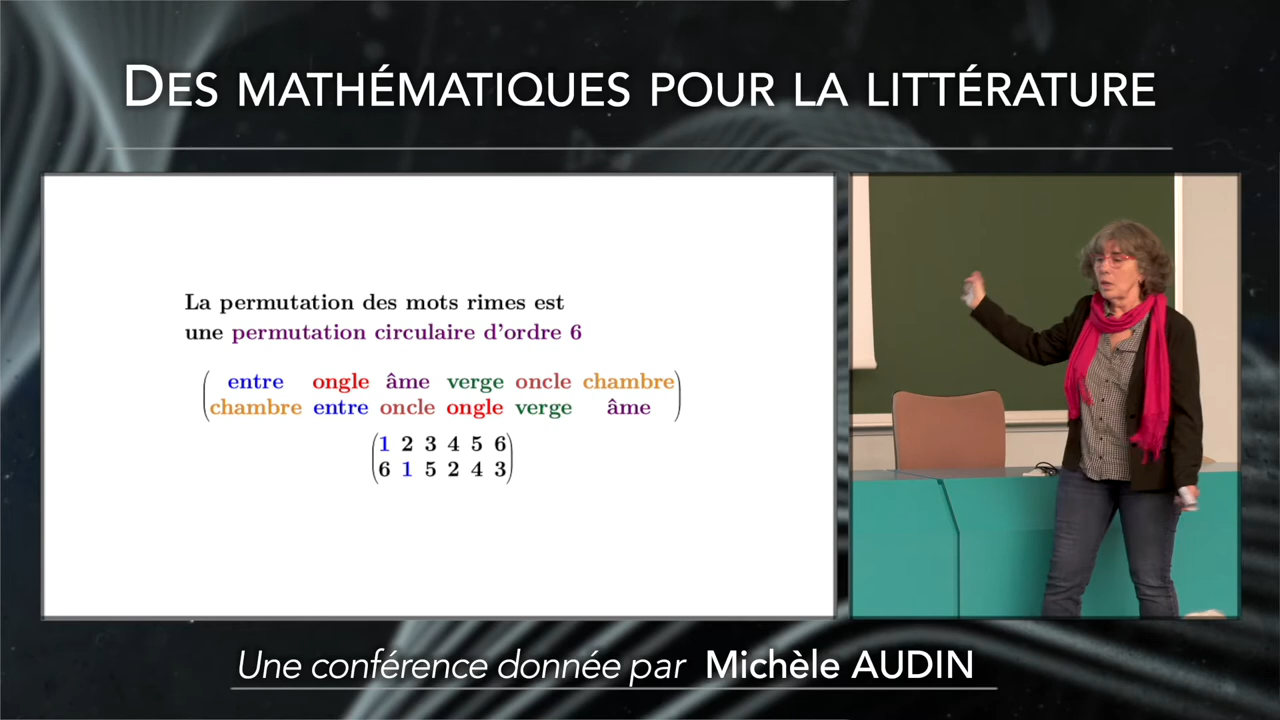 DES MATHÉMATIQUES POUR LA LITTÉRATURE
La permutation des mots rimes est
une permutation circulaire d'ordre 6
entre ongle âme verge oncle chambre
chambre entre oncle ongle verge âme
1 2 3 4 5 6
6 1 5 2 4 3
Une conférence donnée par Michèle AUDIN